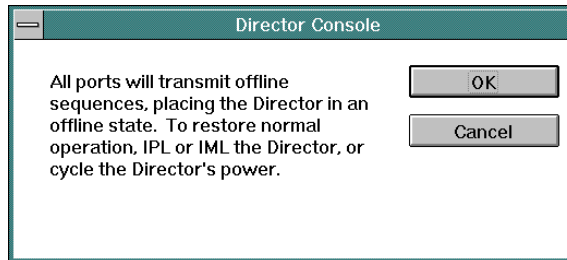 Director Console
All ports will transmit offline
sequences, placing the Director in an
offline state.  To restore normal
operation, IPL or IML the Director, or
cycle the Director's power.
OK
Cancel